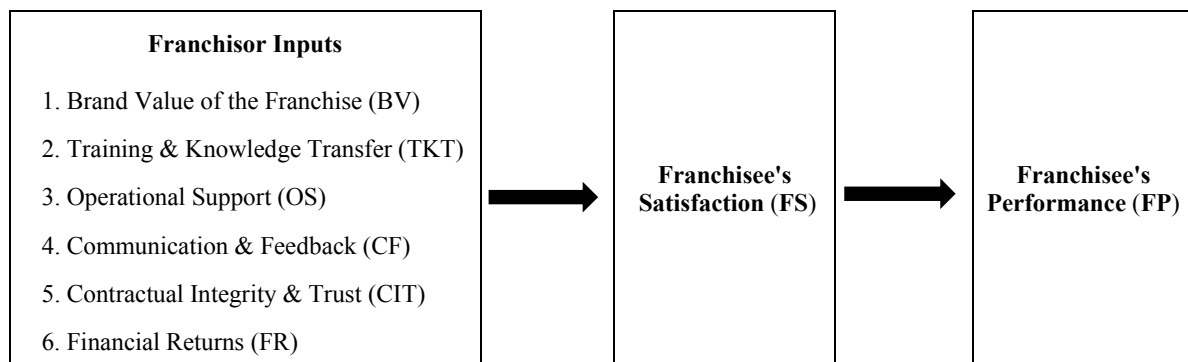 Franchisor Inputs
1. Brand Value of the Franchise (BV)
2. Training & Knowledge Transfer (TKT)
3. Operational Support (OS)
4. Communication & Feedback (CF)
5. Contractual Integrity & Trust (CIT)
6. Financial Returns (FR)
Franchisee's
Satisfaction (FS)
Franchisee's
Performance (FP)